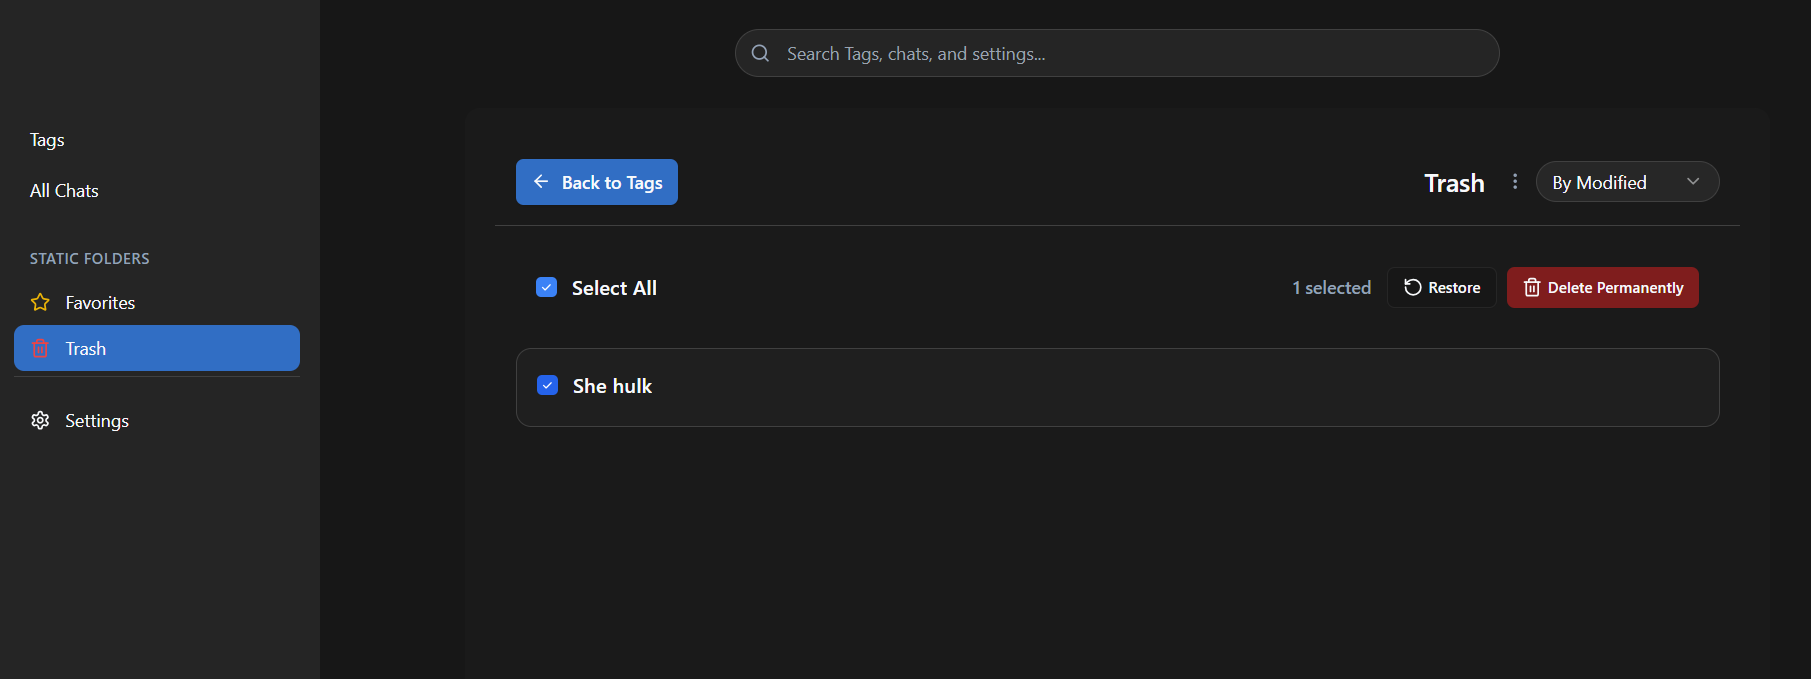 Search Tags, chats, and settings...
Tags
All Chats
STATIC FOLDERS
Favorites
Trash
Settings
Back to Tags
Trash
By Modified
Select All
1 selected
Restore
Delete Permanently
She hulk